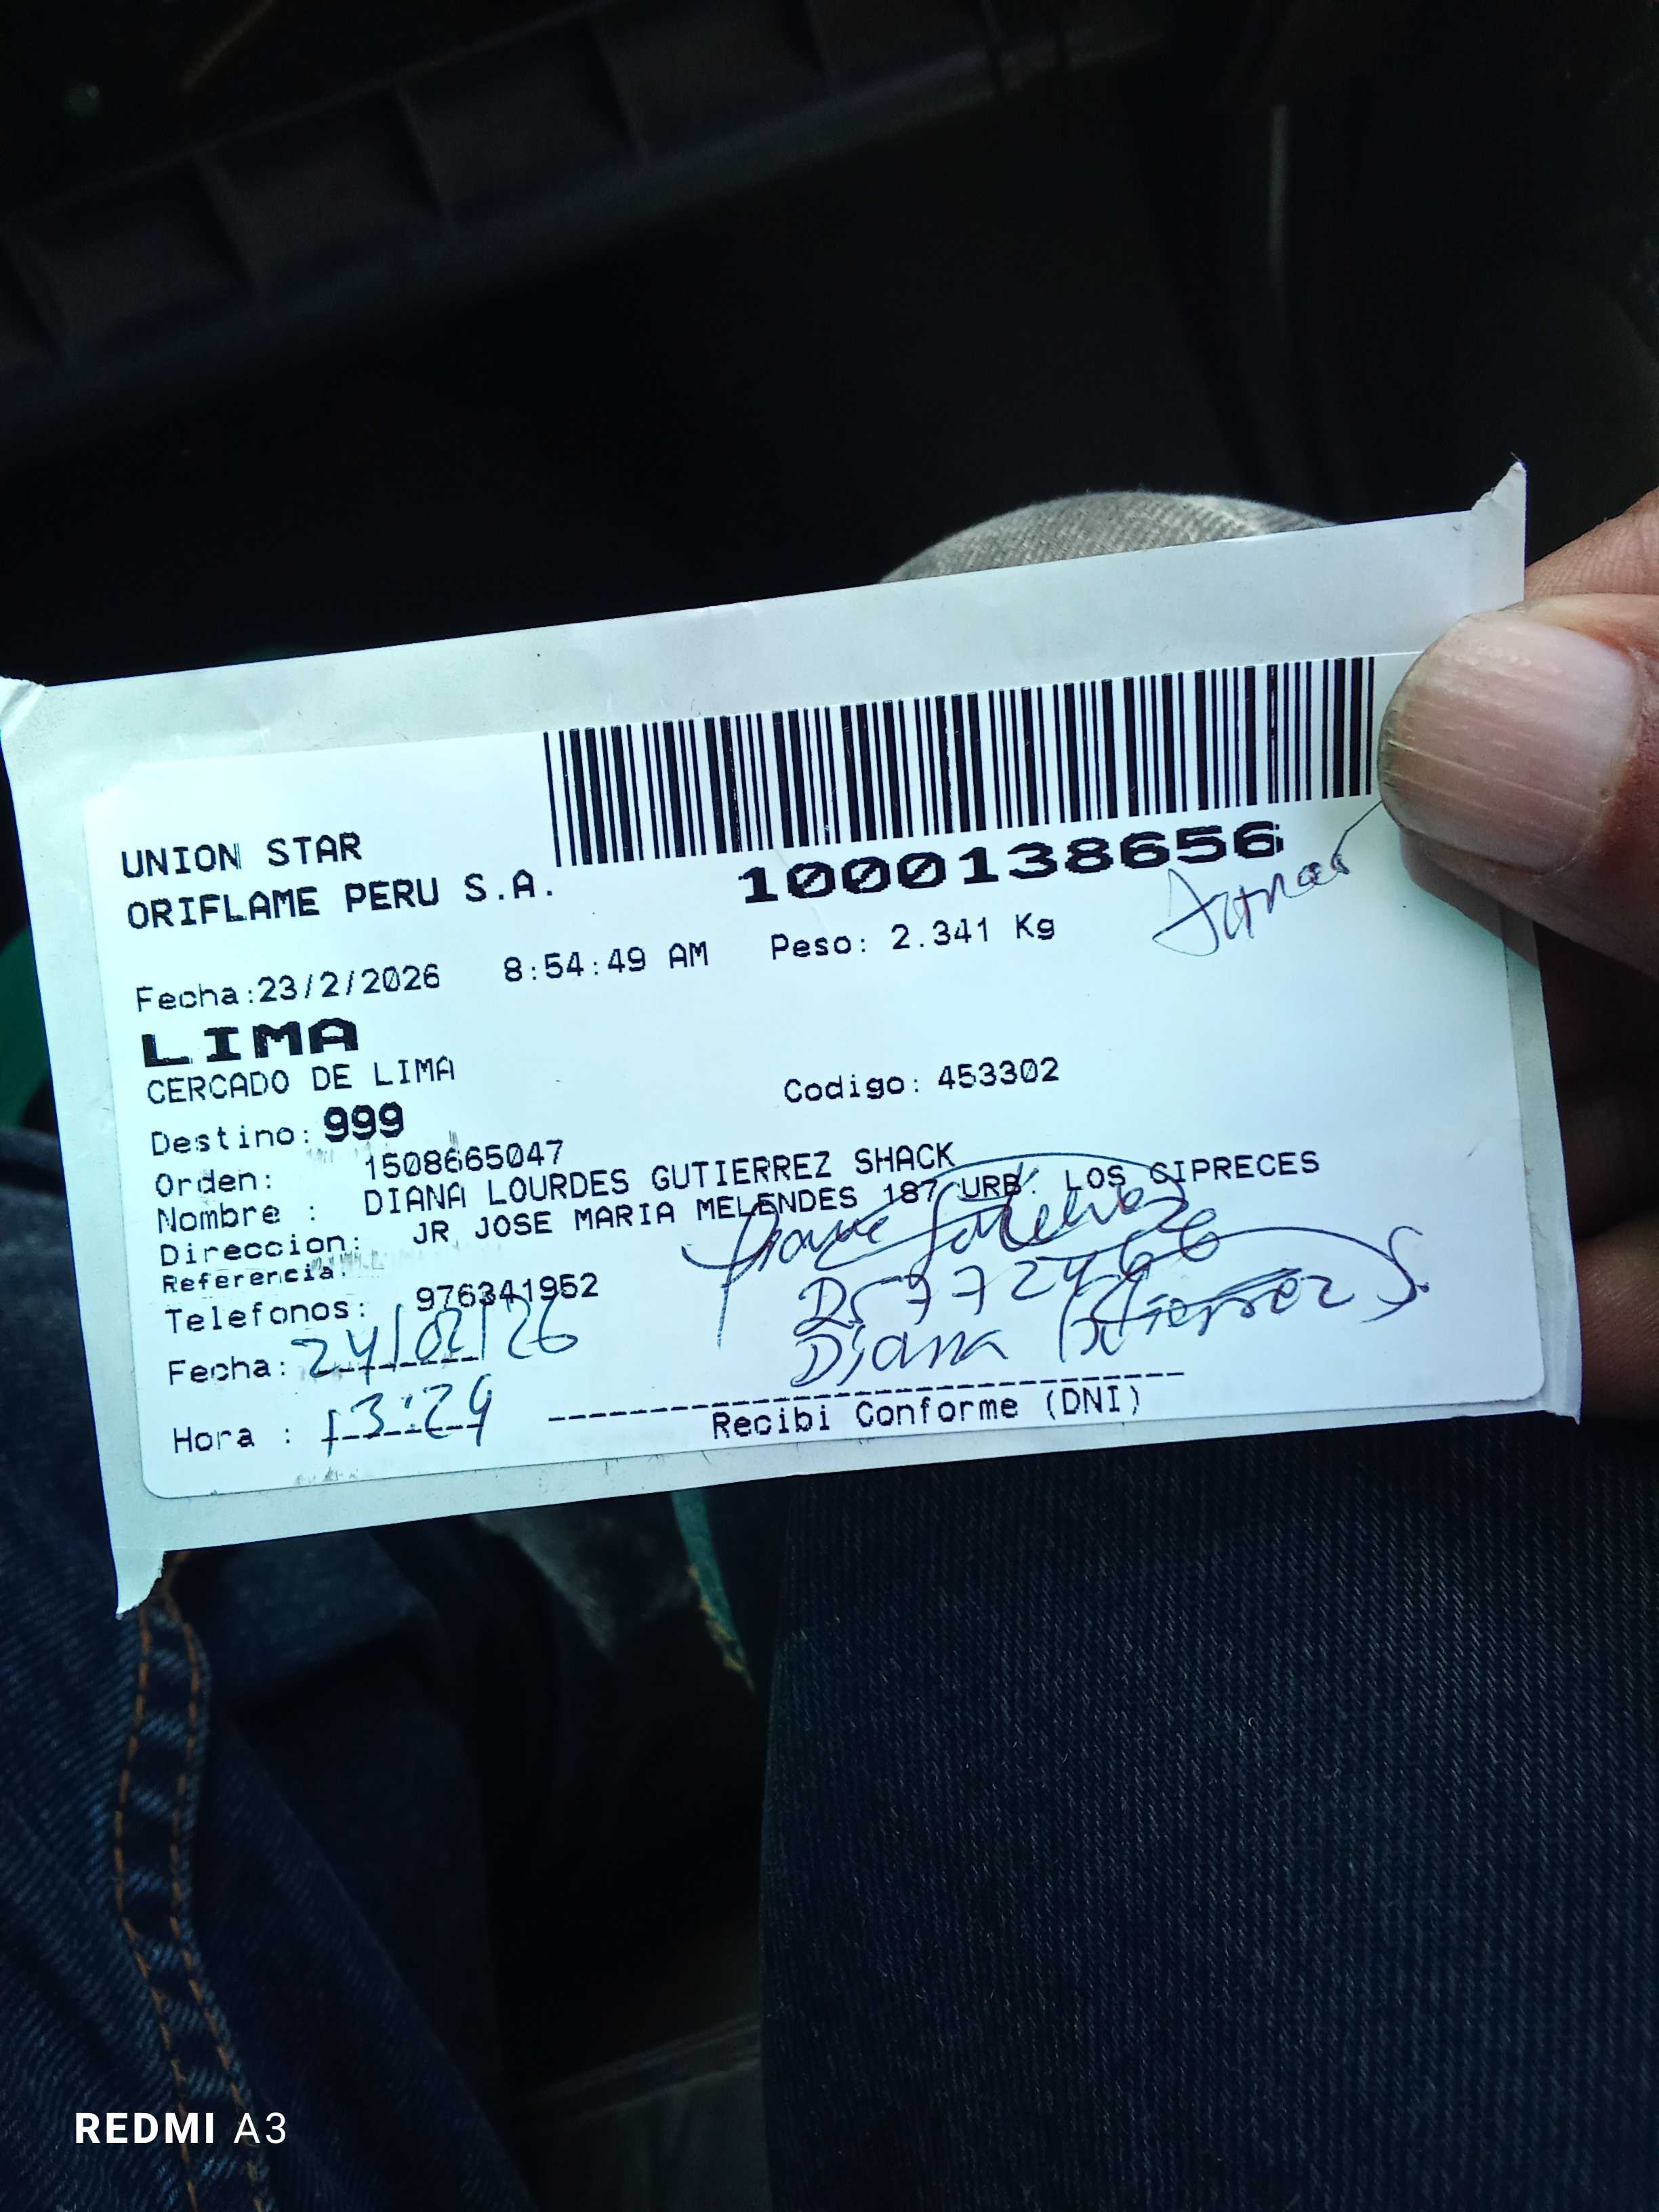 UNION STAR
ORIFLAME PERU S.A.
1000138656
Fecha:23/2/2026 8:54:49 AM Peso: 2.341 Kg
LIMA
CERCADO DE LIMA
Destino: 999 Codigo: 453302
Orden: 1508665047
Nombre : DIANA LOURDES GUTIERREZ SHACK
Direccion: JR JOSE MARIA MELENDES 187 URB. LOS CIPRECES
Referencia:
Telefonos: 976341952
Fecha: 24/02/26
Diana Gutierrez S.
Hora : 13:29
Recibi Conforme (DNI)
REDMI A3